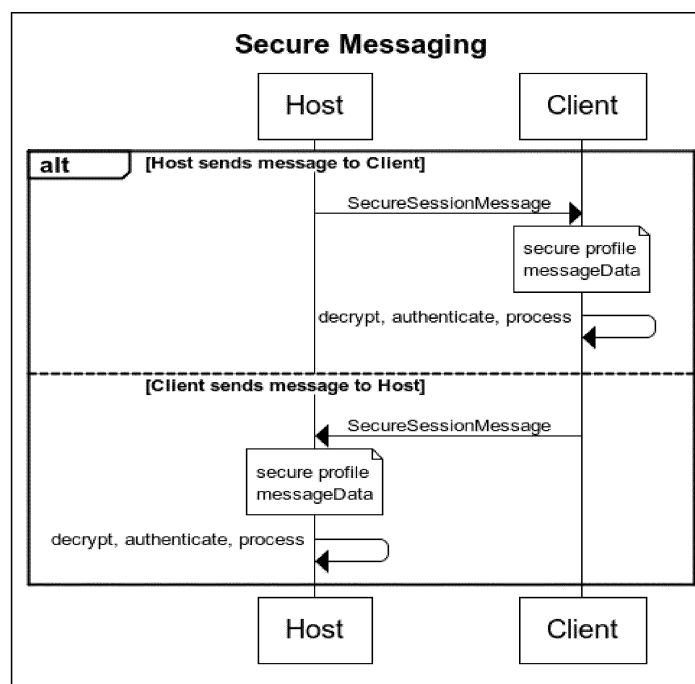 Secure Messaging
Host
Client
alt
[Host sends message to Client]
SecureSessionMessage
secure profile
messageData
decrypt, authenticate, process
[Client sends message to Host]
SecureSessionMessage
secure profile
messageData
decrypt, authenticate, process
Host
Client